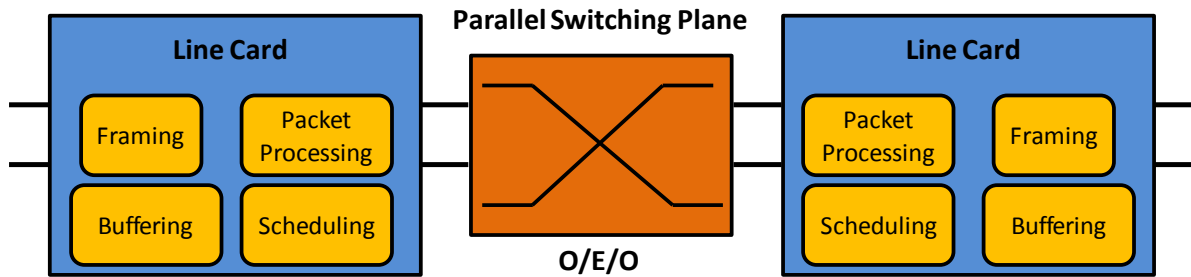 Parallel Switching Plane
Line Card
Framing
Packet
Processing
Buffering
Scheduling
O/E/O
Line Card
Packet
Processing
Framing
Scheduling
Buffering